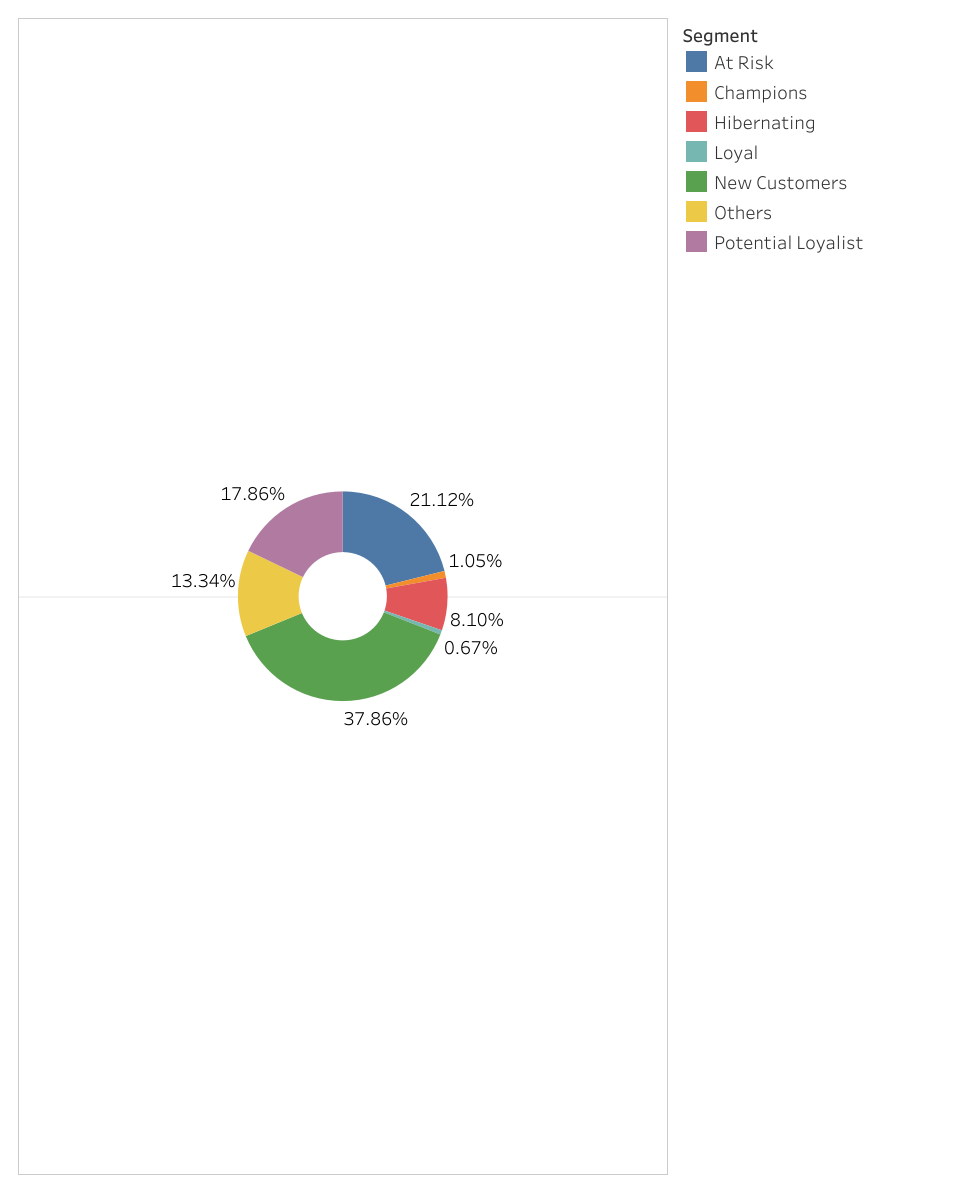 Segment
At Risk
Champions
Hibernating
Loyal
New Customers
Others
Potential Loyalist
17.86%
21.12%
1.05%
13.34%
8.10%
0.67%
37.86%